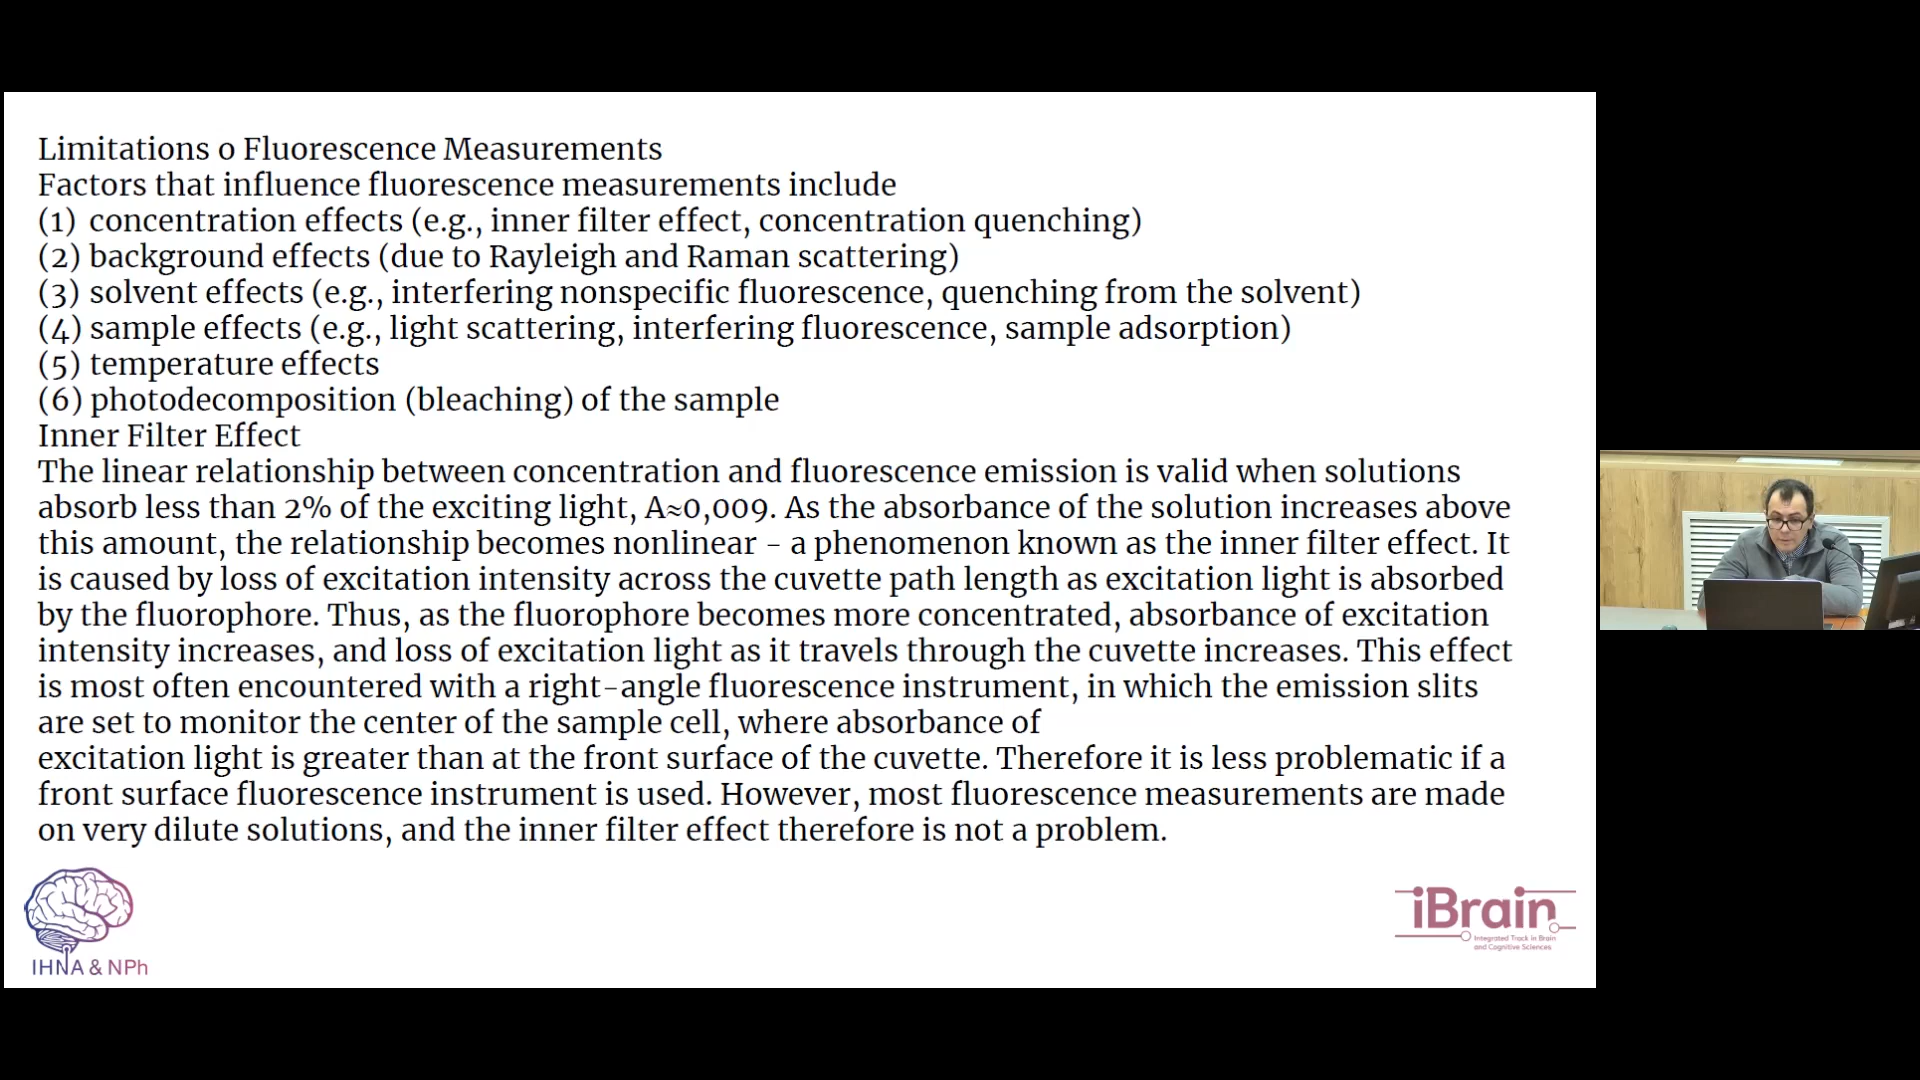 Limitations o Fluorescence Measurements
Factors that influence fluorescence measurements include
(1) concentration effects (e.g., inner filter effect, concentration quenching)
(2) background effects (due to Rayleigh and Raman scattering)
(3) solvent effects (e.g., interfering nonspecific fluorescence, quenching from the solvent)
(4) sample effects (e.g., light scattering, interfering fluorescence, sample adsorption)
(5) temperature effects
(6) photodecomposition (bleaching) of the sample
Inner Filter Effect
The linear relationship between concentration and fluorescence emission is valid when solutions
absorb less than 2% of the exciting light, A≈0,009. As the absorbance of the solution increases above
this amount, the relationship becomes nonlinear - a phenomenon known as the inner filter effect. It
is caused by loss of excitation intensity across the cuvette path length as excitation light is absorbed
by the fluorophore. Thus, as the fluorophore becomes more concentrated, absorbance of excitation
intensity increases, and loss of excitation light as it travels through the cuvette increases. This effect
is most often encountered with a right-angle fluorescence instrument, in which the emission slits
are set to monitor the center of the sample cell, where absorbance of
excitation light is greater than at the front surface of the cuvette. Therefore it is less problematic if a
front surface fluorescence instrument is used. However, most fluorescence measurements are made
on very dilute solutions, and the inner filter effect therefore is not a problem.
IHNA & NPh
iBrain
Integrated Track in Brain
and Cognitive Sciences